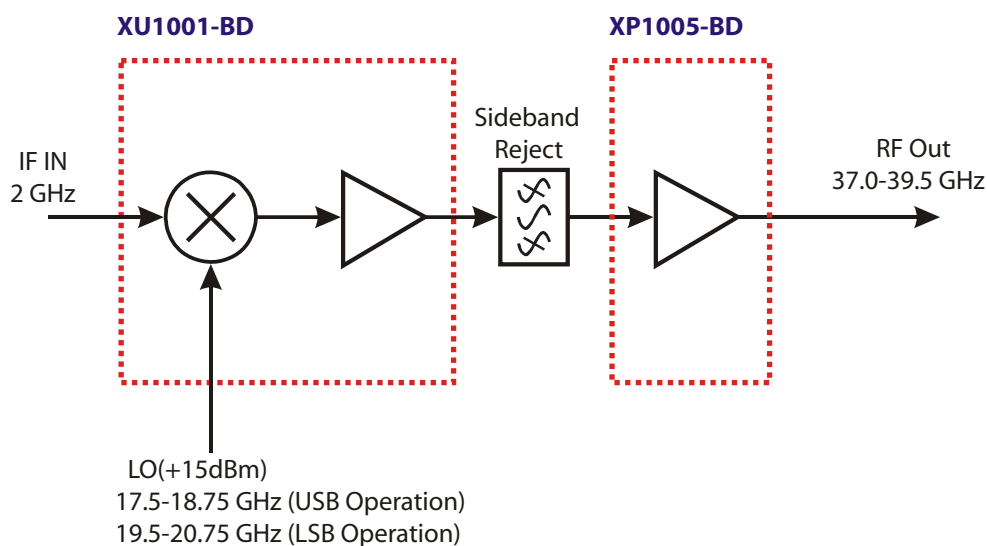 XU1001-BD
XP1005-BD
Sideband
Reject
IF IN
2 GHz
RF Out
37.0-39.5 GHz
LO(+15dBm)
17.5-18.75 GHz (USB Operation)
19.5-20.75 GHz (LSB Operation)